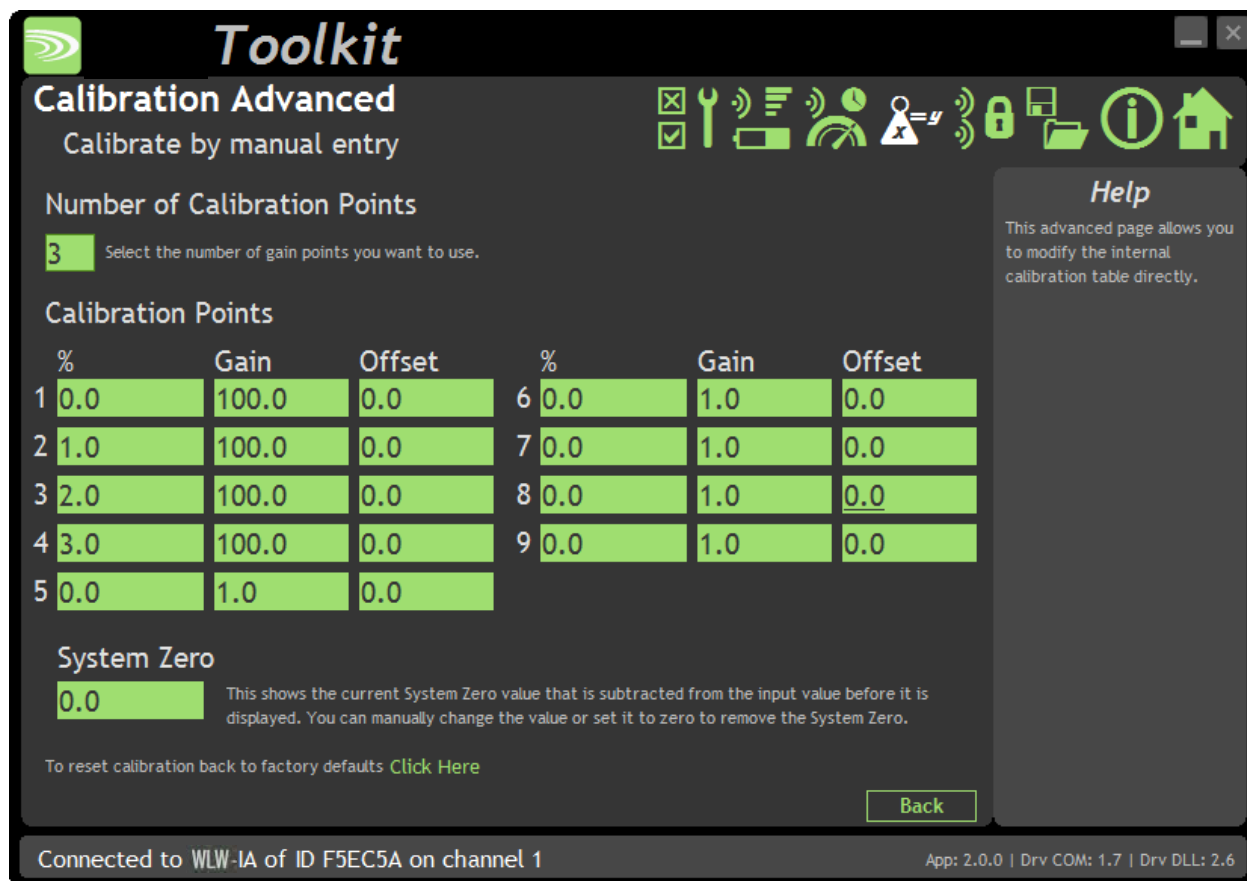 Toolkit
Calibration Advanced
Calibrate by manual entry
x=y
Number of Calibration Points
3 Select the number of gain points you want to use.
Calibration Points
% Gain Offset % Gain Offset
1 0.0 100.0 0.0 6 0.0 1.0 0.0
2 1.0 100.0 0.0 7 0.0 1.0 0.0
3 2.0 100.0 0.0 8 0.0 1.0 0.0
4 3.0 100.0 0.0 9 0.0 1.0 0.0
5 0.0 1.0 0.0
System Zero
0.0
This shows the current System Zero value that is subtracted from the input value before it is
displayed. You can manually change the value or set it to zero to remove the System Zero.
To reset calibration back to factory defaults Click Here
Back
Help
This advanced page allows you
to modify the internal
calibration table directly.
Connected to WLW-IA of ID F5EC5A on channel 1
App: 2.0.0 | Drv COM: 1.7 | Drv DLL: 2.6